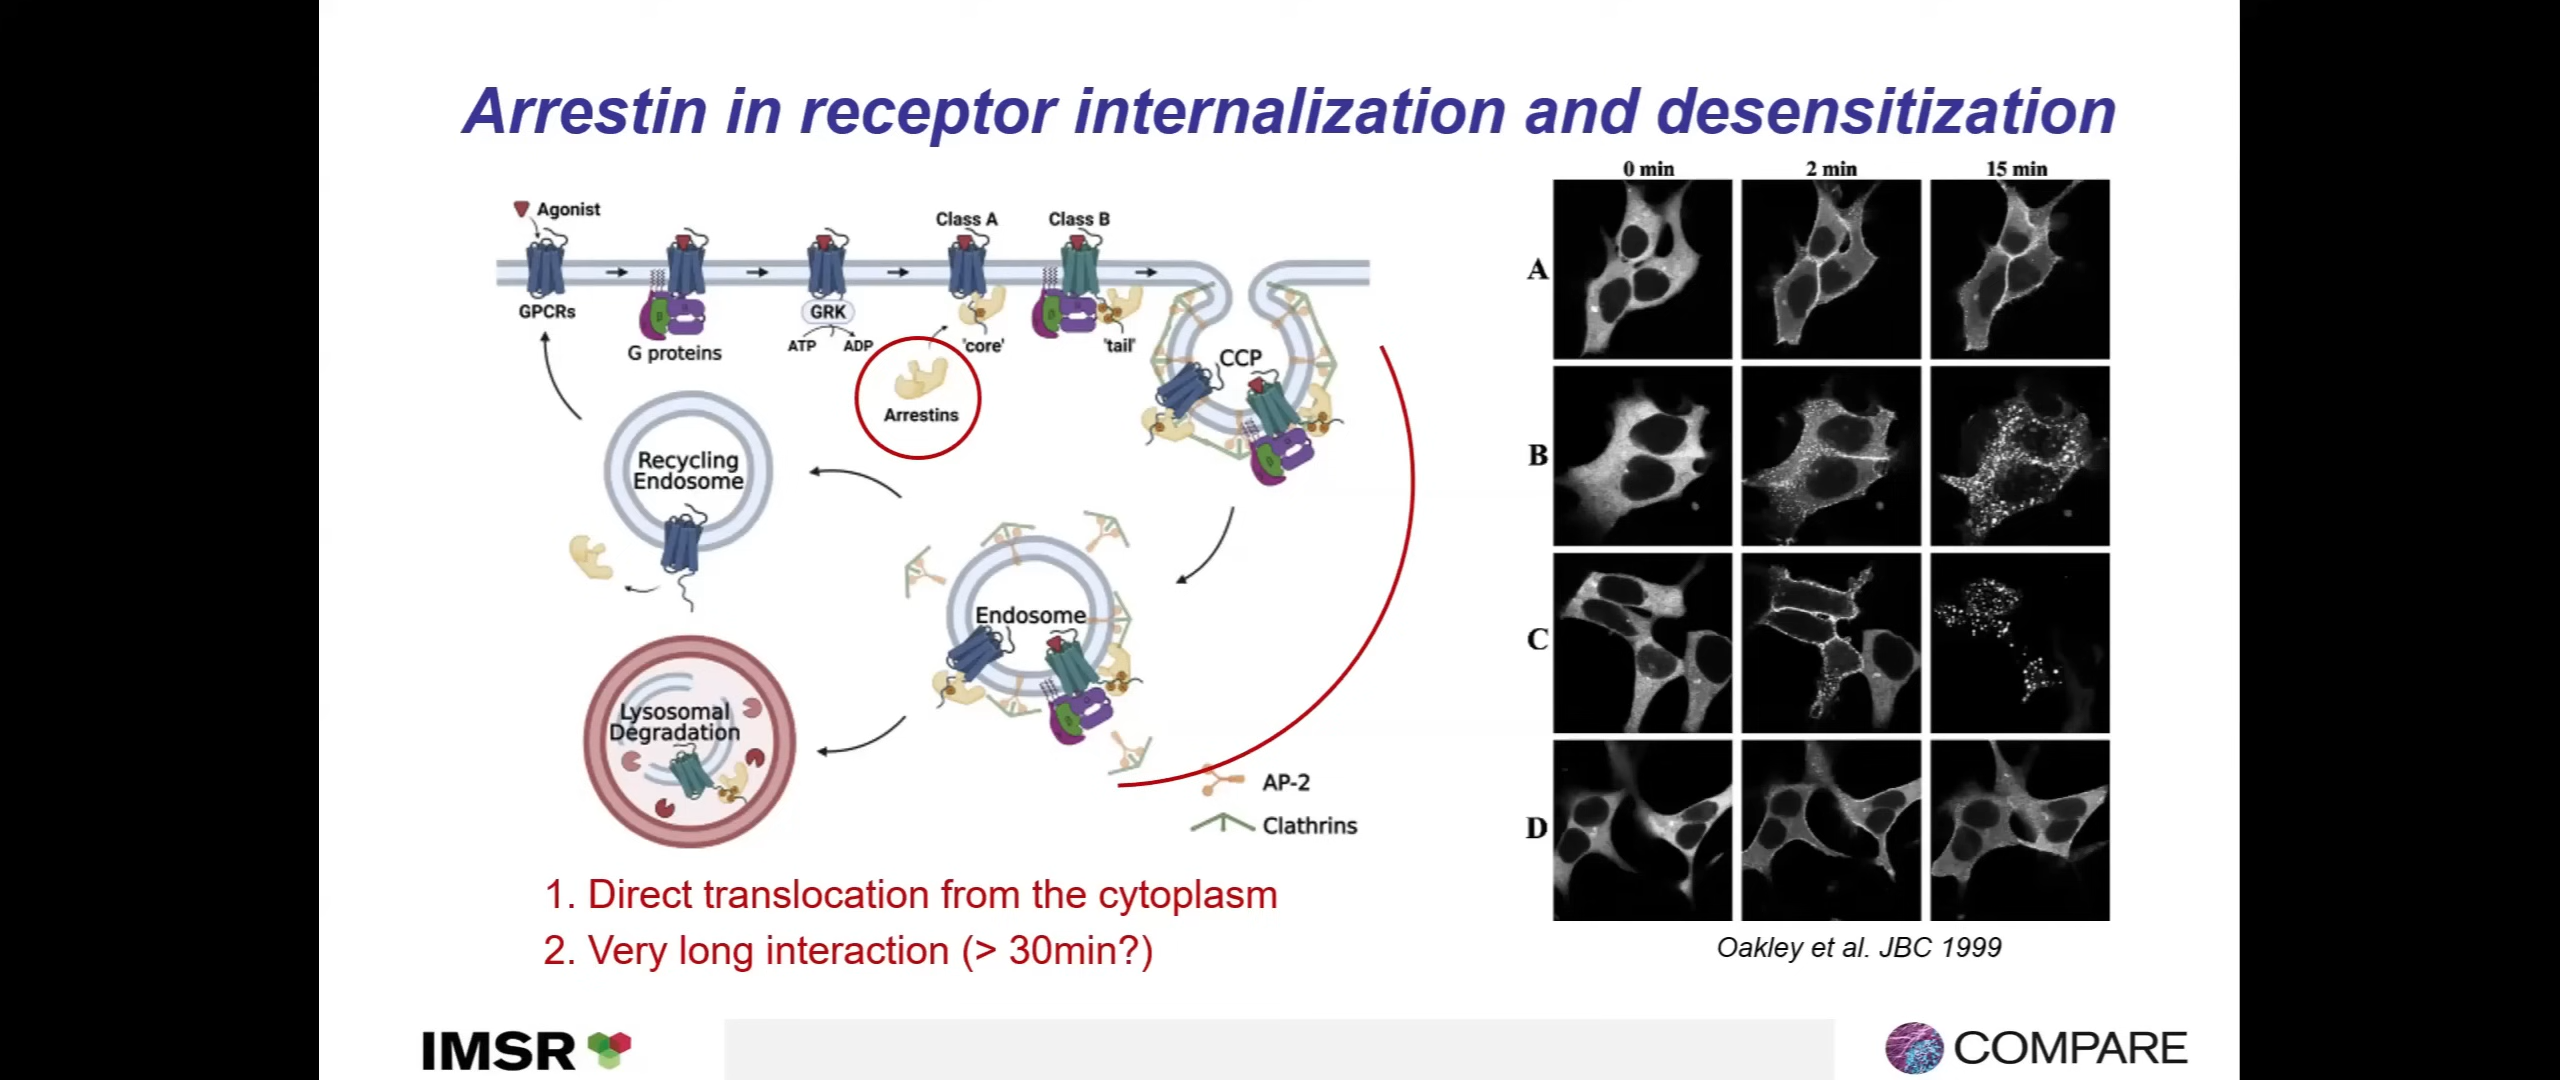 Arrestin in receptor internalization and desensitization
Agonist
GPCRs
G proteins
GRK
ATP
ADP
Class A
'core'
Class B
'tail'
Arrestins
CCP
Recycling
Endosome
Endosome
Lysosomal
Degradation
AP-2
Clathrins
0 min
2 min
15 min
A
B
C
D
Oakley et al. JBC 1999
1. Direct translocation from the cytoplasm
2. Very long interaction (> 30min?)
IMSR
COMPARE